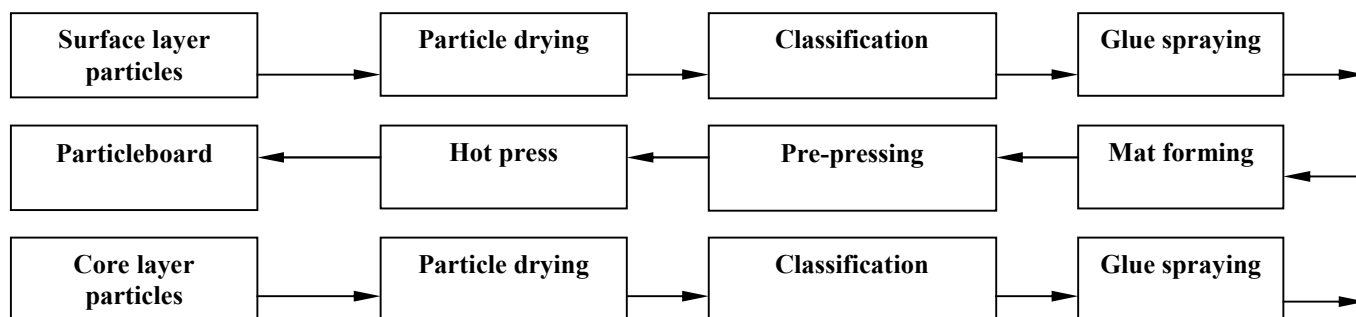 Surface layer
particles
Particle drying
Classification
Glue spraying
Particleboard
Hot press
Pre-pressing
Mat forming
Core layer
particles
Particle drying
Classification
Glue spraying